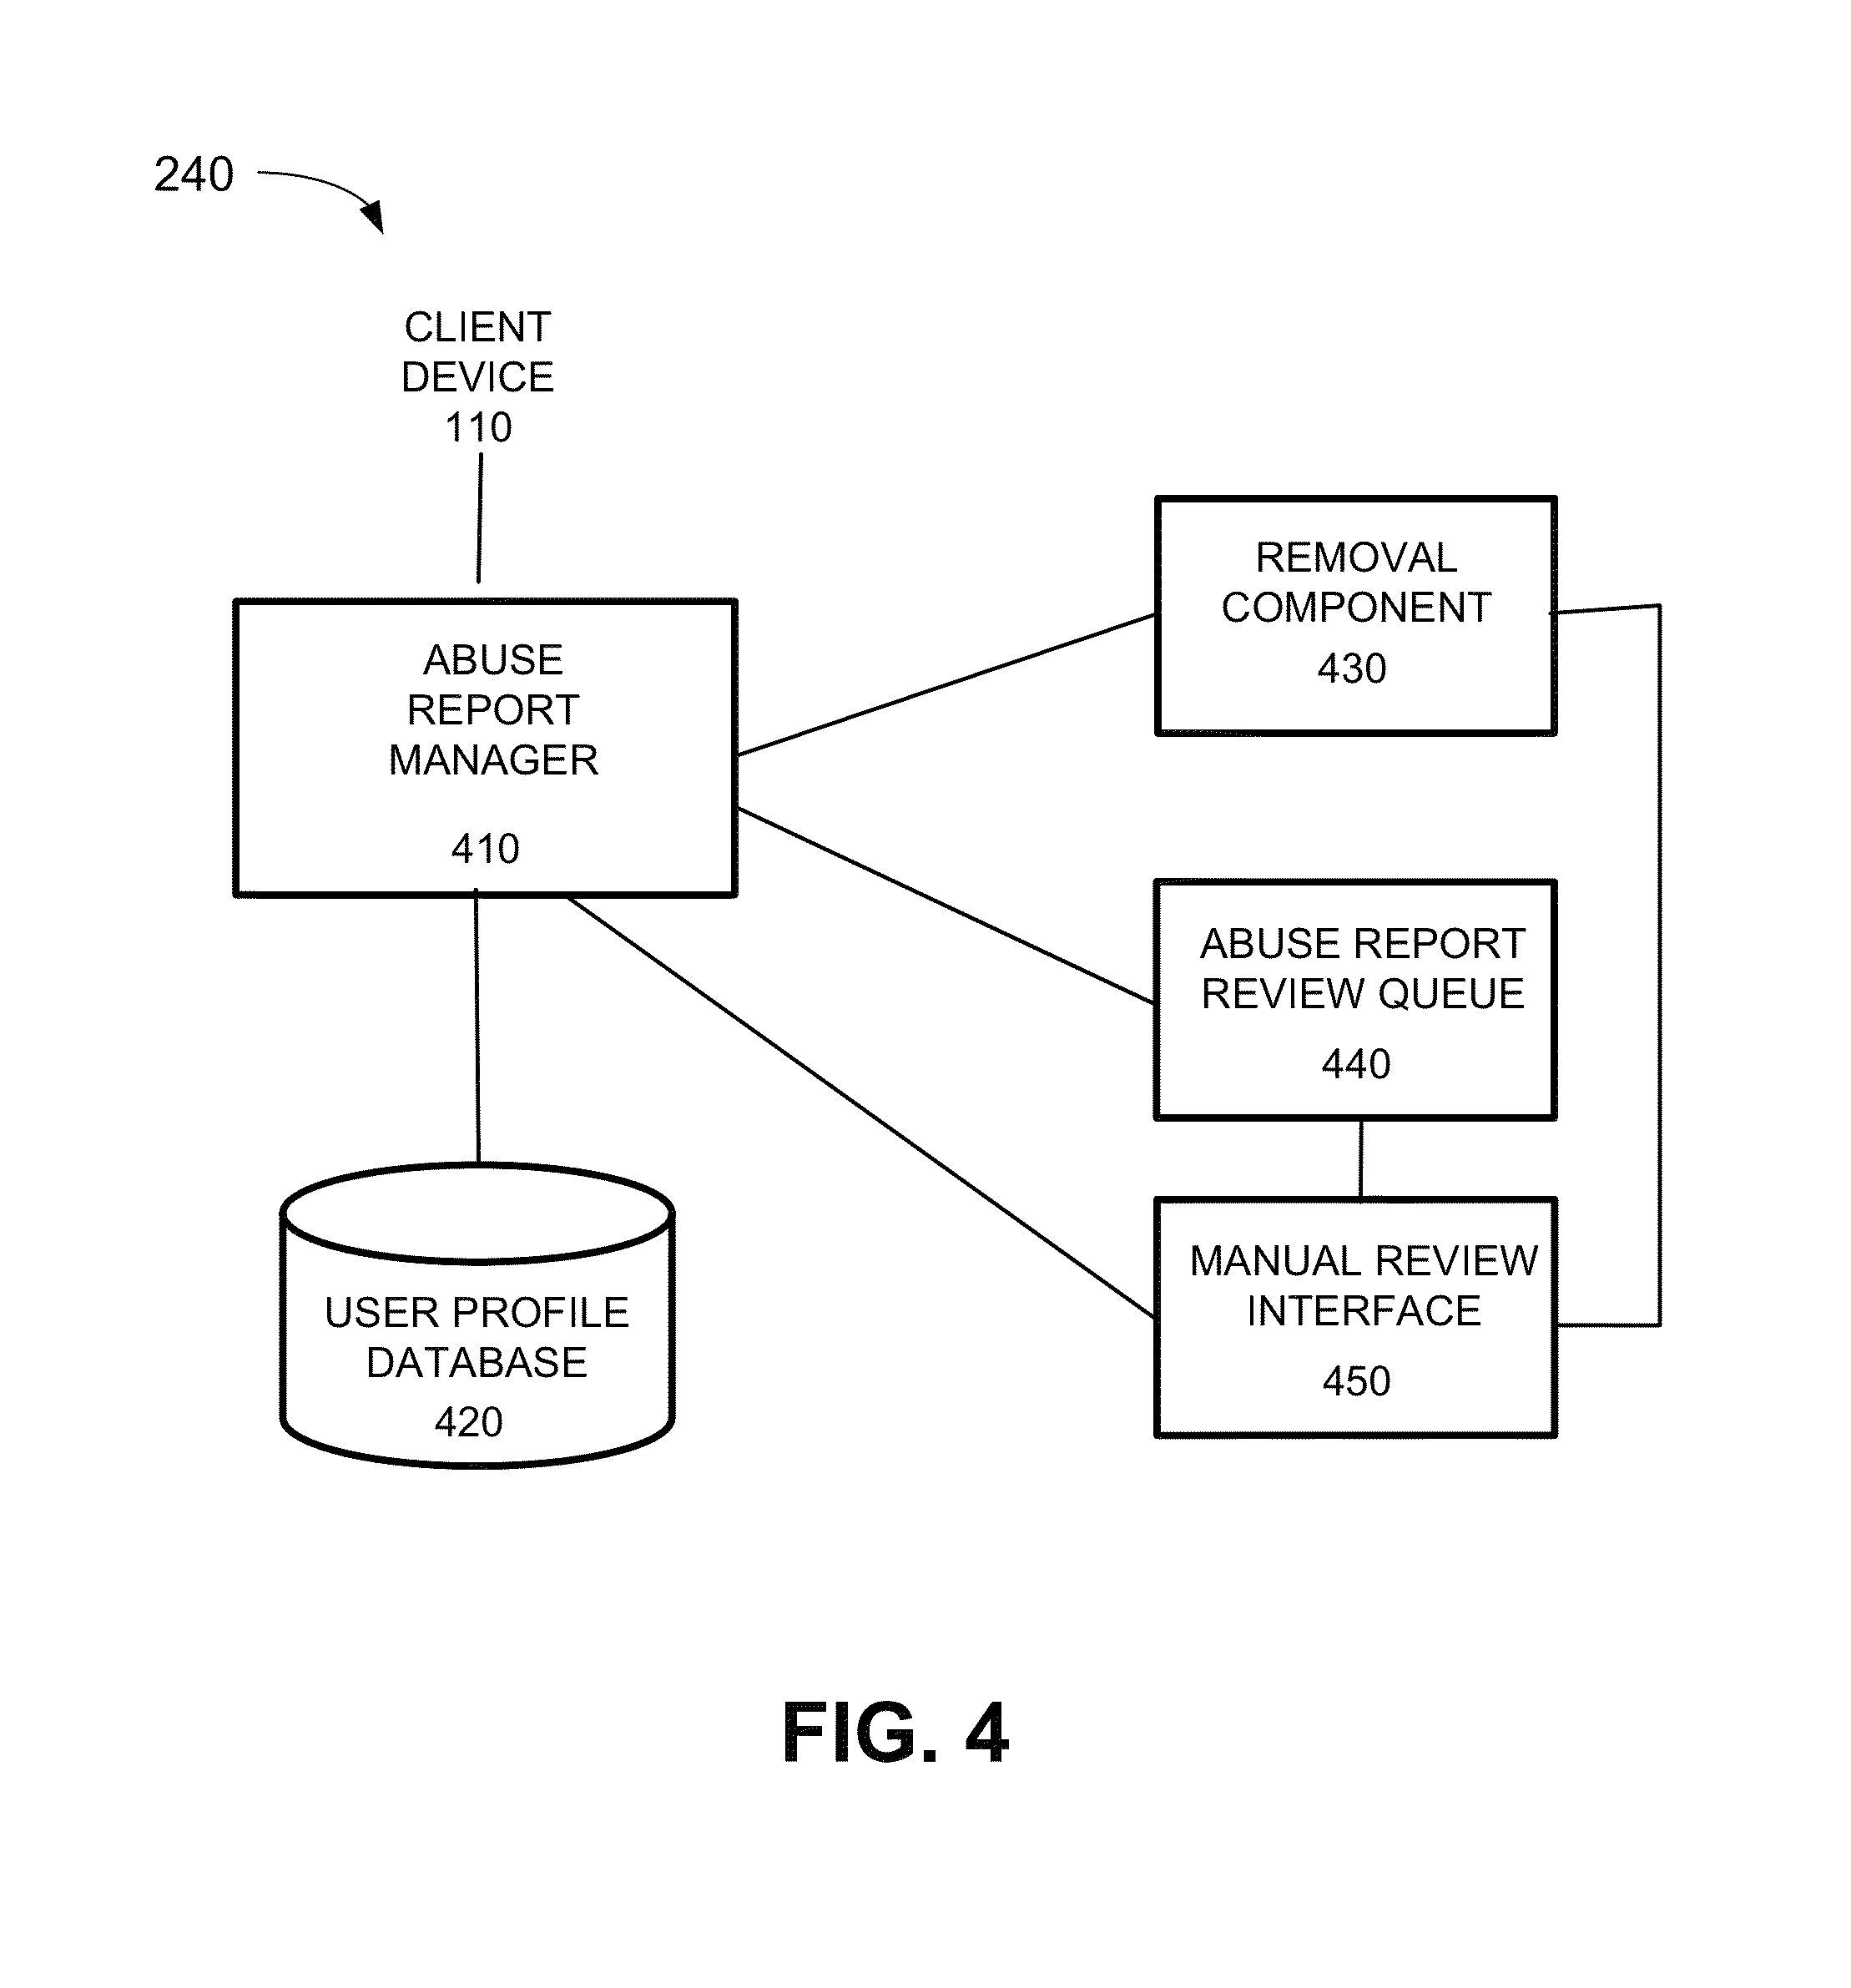 240
CLIENT
DEVICE
110
ABUSE
REPORT
MANAGER
410
REMOVAL
COMPONENT
430
ABUSE REPORT
REVIEW QUEUE
440
MANUAL REVIEW
INTERFACE
450
USER PROFILE
DATABASE
420
FIG. 4